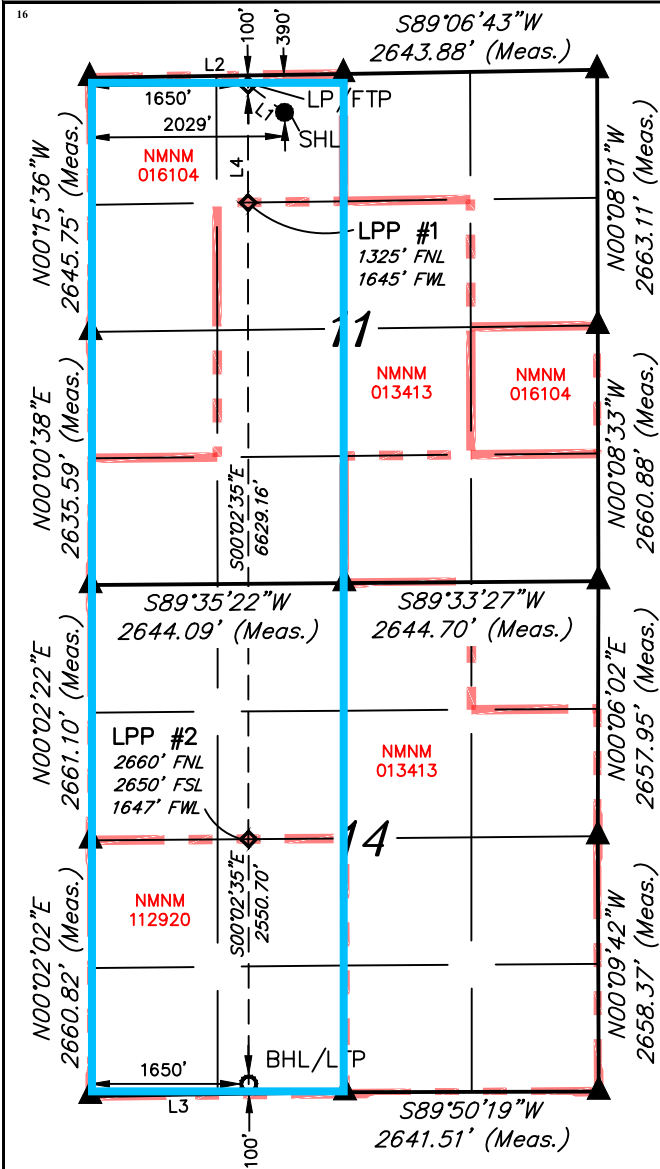 16
S89°06'43"W
2643.88' (Meas.)
100'
390'
L2
1650'
LP/FTP
L1
2029'
SHL
NMNM
016104
L4
N00°15'36"W
2645.75' (Meas.)
N00°08'01"W
2663.11' (Meas.)
LPP #1
1325' FNL
1645' FWL
11
NMNM
013413
NMNM
016104
N00°00'38"E
2635.59' (Meas.)
N00°08'33"W
2660.88' (Meas.)
S00°02'35"E
6629.16'
S89°35'22"W
2644.09' (Meas.)
S89°33'27"W
2644.70' (Meas.)
N00°02'22"E
2661.10' (Meas.)
N00°06'02"E
2657.95' (Meas.)
LPP #2
2660' FNL
2650' FSL
1647' FWL
NMNM
013413
14
NMNM
112920
S00°02'35"E
2550.70'
N00°02'02"E
2660.82' (Meas.)
N00°09'42"W
2658.37' (Meas.)
1650'
BHL/LTP
L3
100'
S89°50'19"W
2641.51' (Meas.)